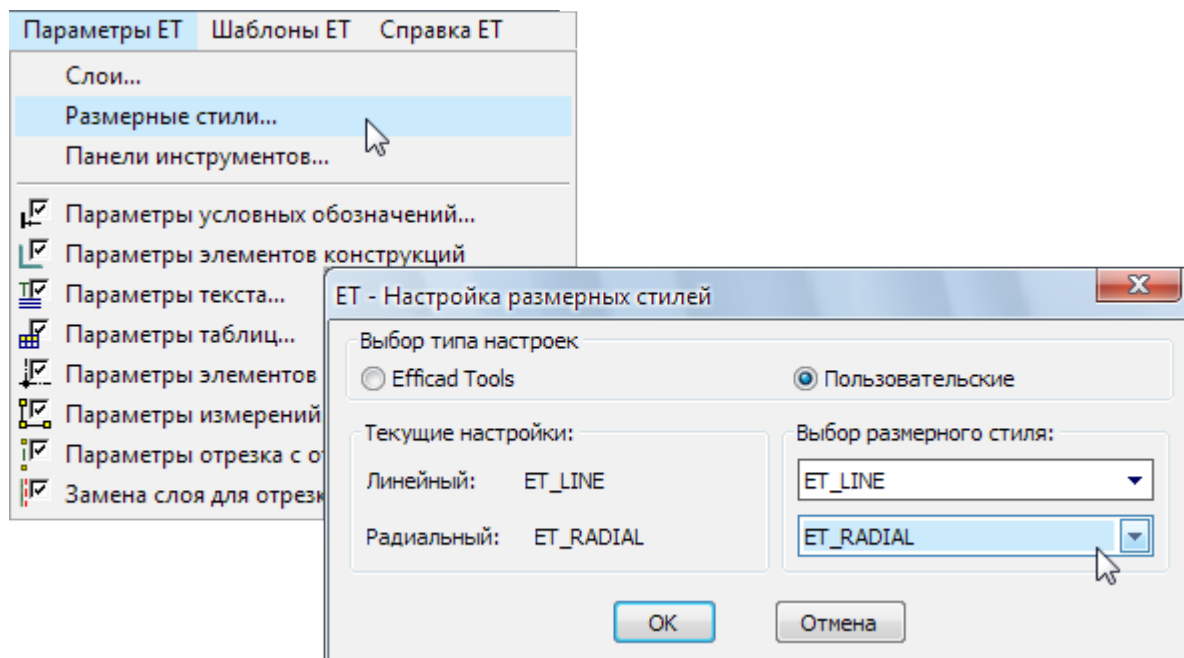 Параметры ET Шаблоны ET Справка ET
Слои...
Размерные стили...
Панели инструментов...
Параметры условных обозначений...
Параметры элементов конструкций
Параметры текста...
Параметры таблиц...
Параметры элементов
Параметры измерений
Параметры отрезка с
Замена слоя для
ET - Настройка размерных стилей
Выбор типа настроек
Efficad Tools Пользовательские
Текущие настройки: Выбор размерного стиля:
Линейный: ET_LINE ET_LINE
Радиальный: ET_RADIAL ET_RADIAL
OK Отмена